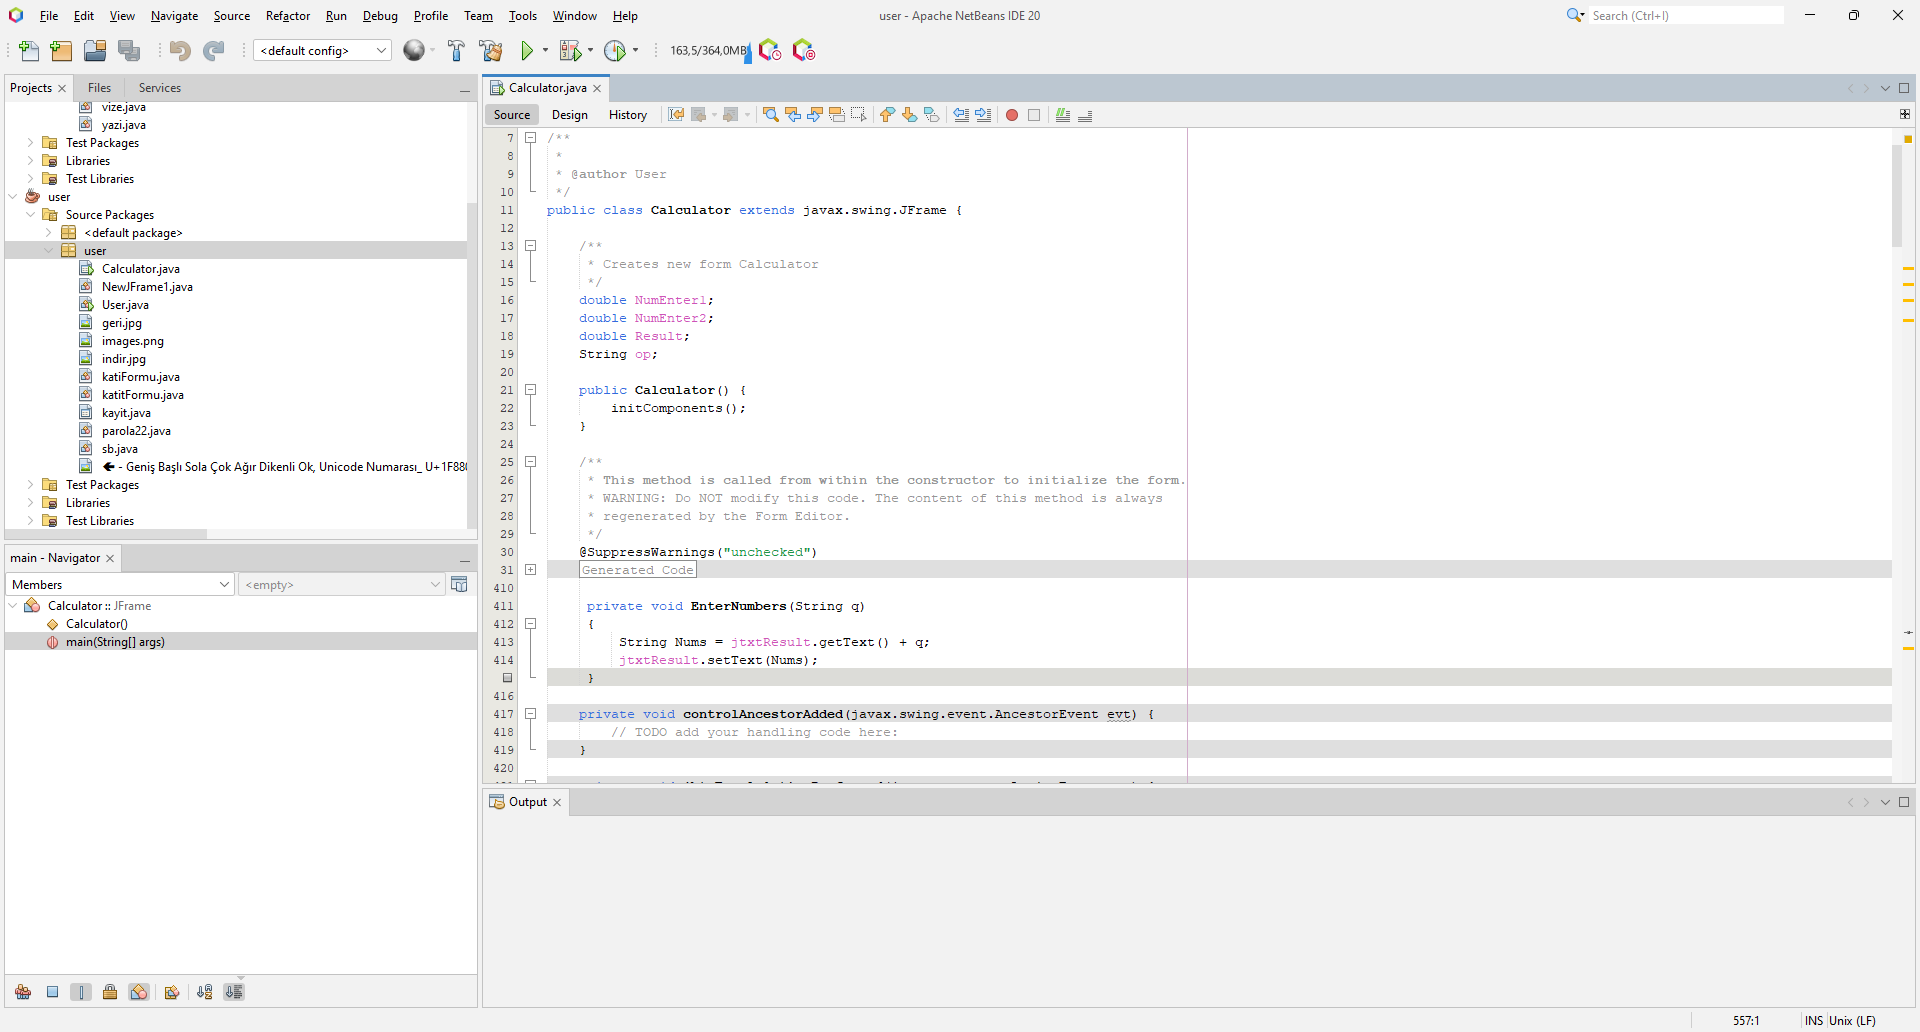 File Edit View Navigate Source Refactor Run Debug Profile Team Tools Window Help
user - Apache NetBeans IDE 20
Search (Ctrl+I)
<default config>
163,5/364,0MB
Projects Files Services
vize.java
yazi.java
Test Packages
Libraries
Test Libraries
user
Source Packages
<default package>
user
Calculator.java
NewJFrame1.java
User.java
geri.jpg
images.png
indir.jpg
katiFormu.java
katitFormu.java
kayit.java
parola22.java
sb.java
🡸 - Geniş Başlı Sola Çok Ağır Dikenli Ok, Unicode Numarası_ U+1F88
Test Packages
Libraries
Test Libraries
main - Navigator
Members
<empty>
Calculator :: JFrame
Calculator()
main(String[] args)
Calculator.java
Source Design History
7 /**
8 *
9 * @author User
10 */
11 public class Calculator extends javax.swing.JFrame {
12
13 /**
14 * Creates new form Calculator
15 */
16 double NumEnter1;
17 double NumEnter2;
18 double Result;
19 String op;
20
21 public Calculator() {
22 initComponents();
23 }
24
25 /**
26 * This method is called from within the constructor to initialize the form.
27 * WARNING: Do NOT modify this code. The content of this method is always
28 * regenerated by the Form Editor.
29 */
30 @SuppressWarnings("unchecked")
31 Generated Code
410
411 private void EnterNumbers(String q)
412 {
413 String Nums = jtxtResult.getText() + q;
414 jtxtResult.setText(Nums);
}
416
417 private void controlAncestorAdded(javax.swing.event.AncestorEvent evt) {
418 // TODO add your handling code here:
419 }
420
Output
557:1 INS Unix (LF)